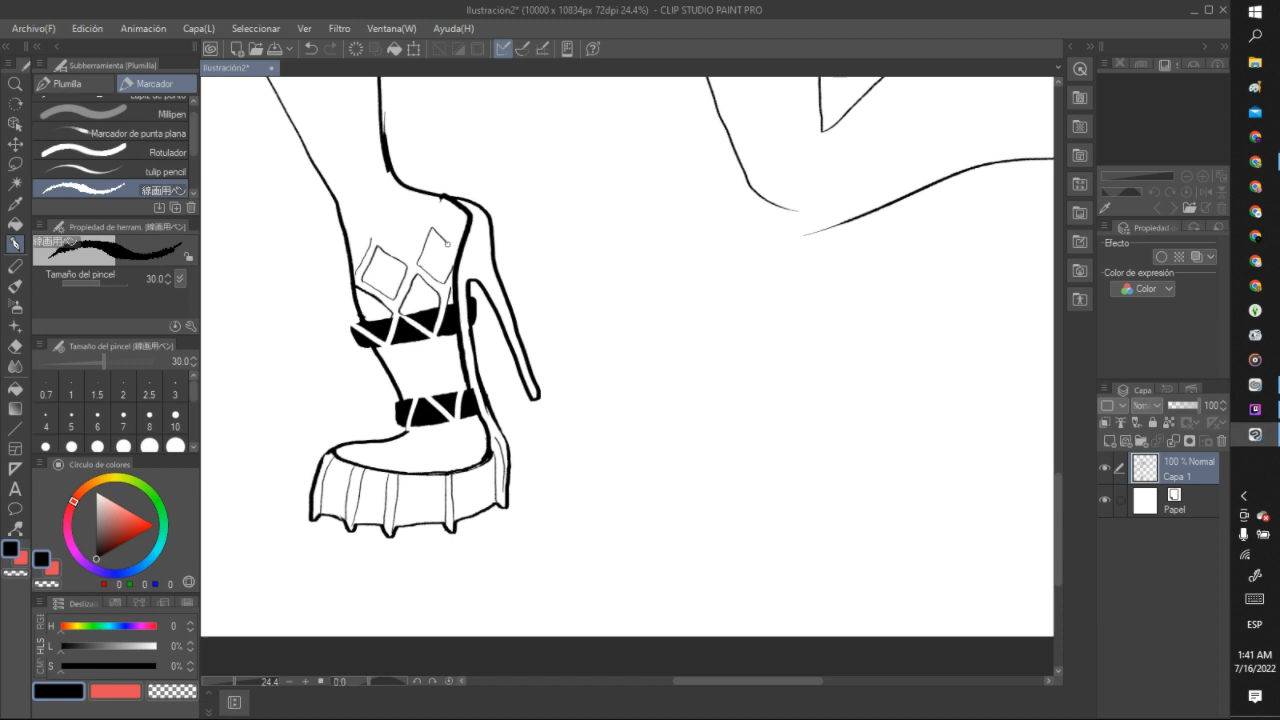 Ilustración2* (10000 x 10834px 72dpi 24.4%) - CLIP STUDIO PAINT PRO
Archivo(F) Edición Animación Capa(L) Seleccionar Ver Filtro Ventana(W) Ayuda(H)
Subherramienta (Plumilla)
Ilustración2*
Plumilla Marcador
Millipen
Marcador de punta plana
Rotulador
tulip pencil
線画用ペン
Propiedad de herram. (線画用ペン)
線画用ペン
Tamaño del pincel 30.0
Tamaño del pincel (線画用ペン)
30.0
0.7 1 1.5 2 2.5 3
4 5 6 7 8 10
Círculo de colores
0 0 0
Desliza
RGB
HLS
H 0
L 0%
S 0%
24.4 0.0
Propiedad
Efecto
Color de expresión
Color
Capa
100
100 % Normal
Capa 1
Papel
ESP
1:41 AM
7/16/2022